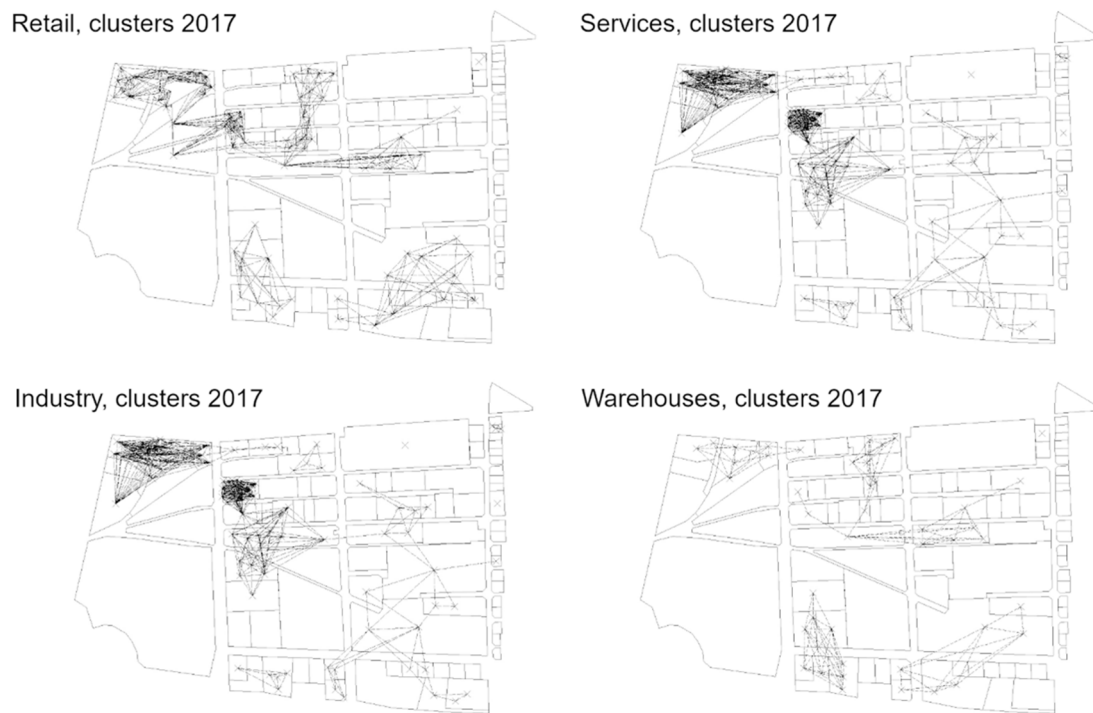 Retail, clusters 2017
Services, clusters 2017
Industry, clusters 2017
Warehouses, clusters 2017